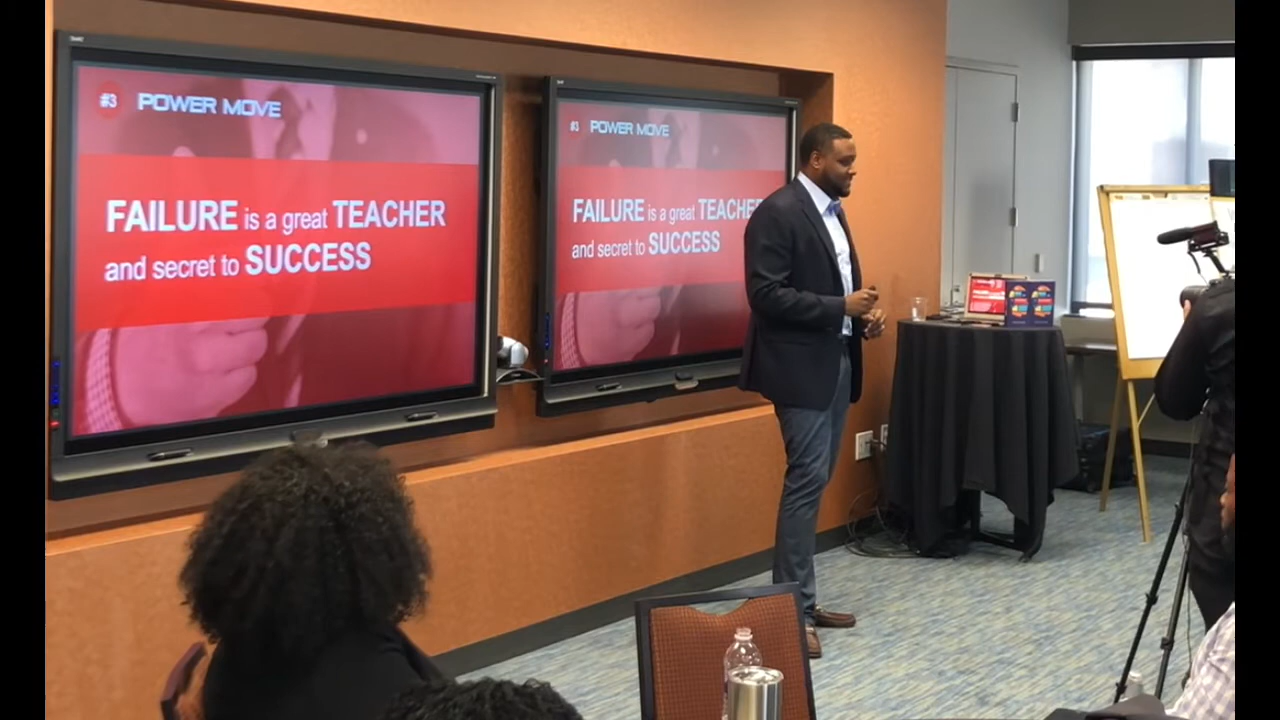 #3 POWER MOVE
FAILURE is a great TEACHER
and secret to SUCCESS
#3 POWER MOVE
FAILURE is a great TEACHE
and secret to SUCCESS